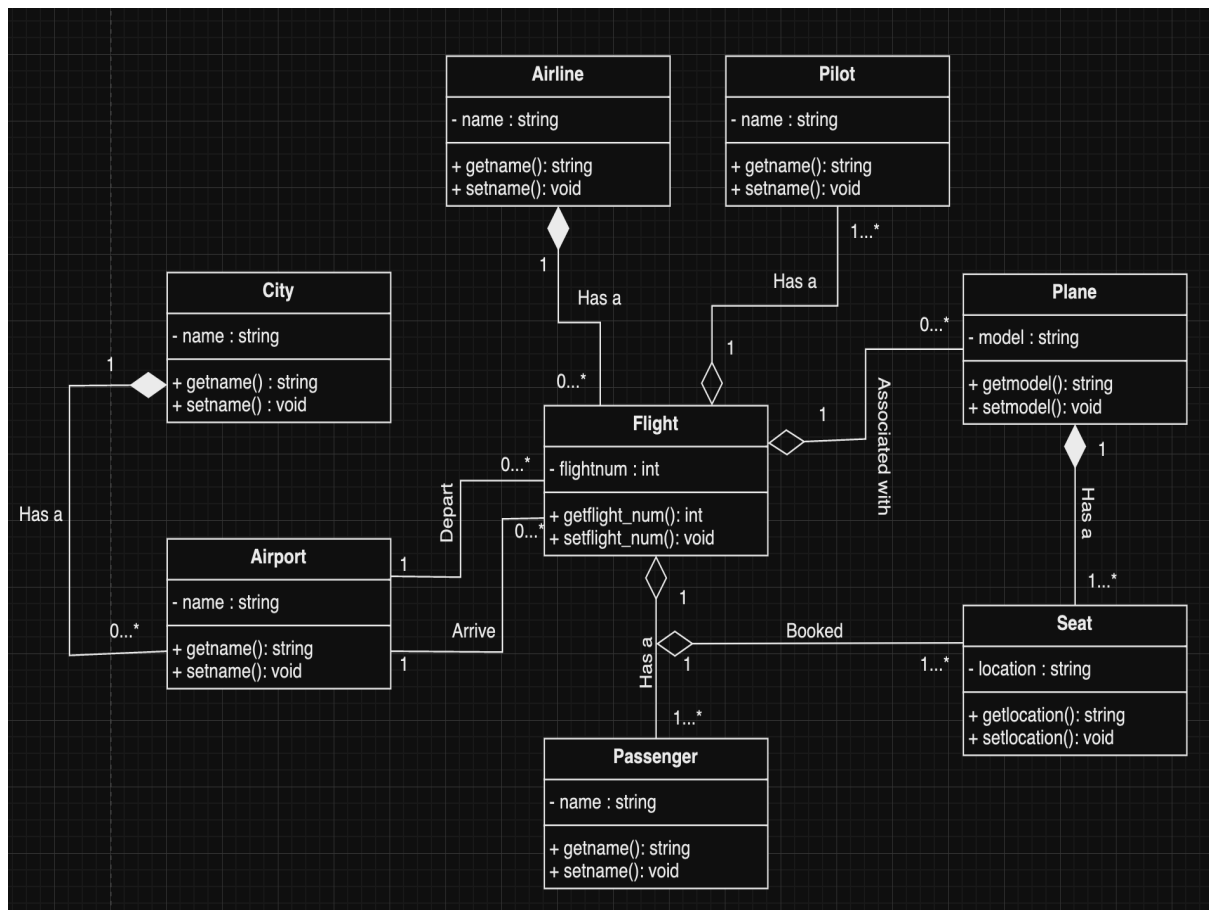 Airline
- name : string
+ getname(): string
+ setname(): void
Pilot
- name : string
+ getname(): string
+ setname(): void
1
Has a
0...*
1...*
Has a
1
City
- name : string
+ getname() : string
+ setname() : void
1
Has a
0...*
Plane
- model : string
+ getmodel(): string
+ setmodel(): void
0...*
Associated with
1
Flight
- flightnum : int
+ getflight_num(): int
+ setflight_num(): void
0...*
Depart
1
0...*
Arrive
1
Airport
- name : string
+ getname(): string
+ setname(): void
1
Has a
1...*
1
Has a
1...*
1
Booked
1...*
Seat
- location : string
+ getlocation(): string
+ setlocation(): void
Passenger
- name : string
+ getname(): string
+ setname(): void